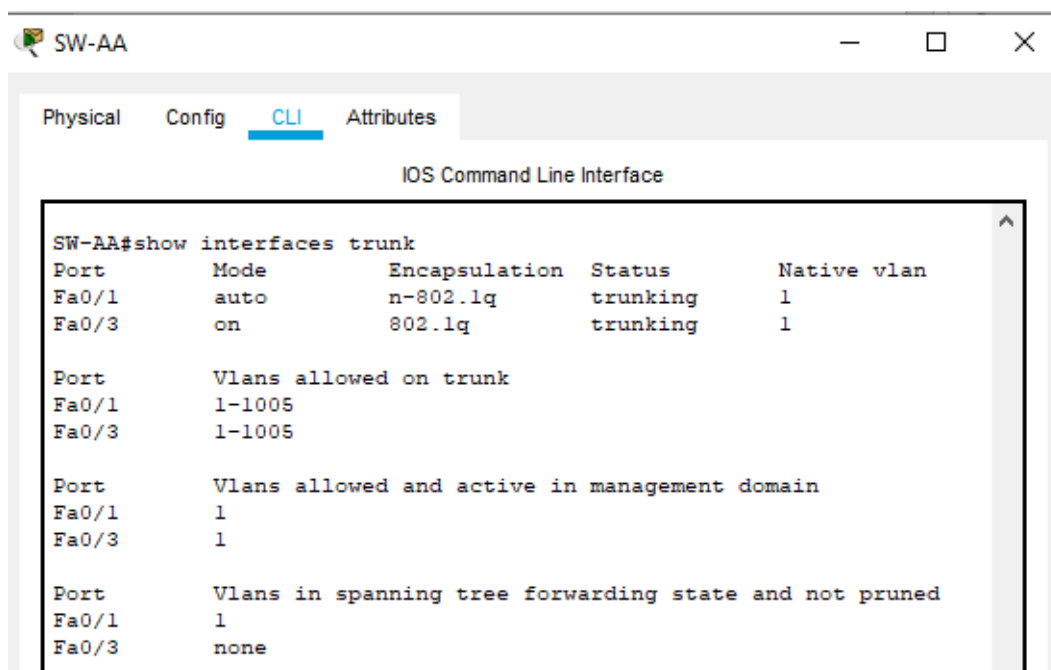 SW-AA
Physical Config CLI Attributes
IOS Command Line Interface
SW-AA#show interfaces trunk
Port Mode Encapsulation Status Native vlan
Fa0/1 auto n-802.1q trunking 1
Fa0/3 on 802.1q trunking 1
Port Vlans allowed on trunk
Fa0/1 1-1005
Fa0/3 1-1005
Port Vlans allowed and active in management domain
Fa0/1 1
Fa0/3 1
Port Vlans in spanning tree forwarding state and not pruned
Fa0/1 1
Fa0/3 none